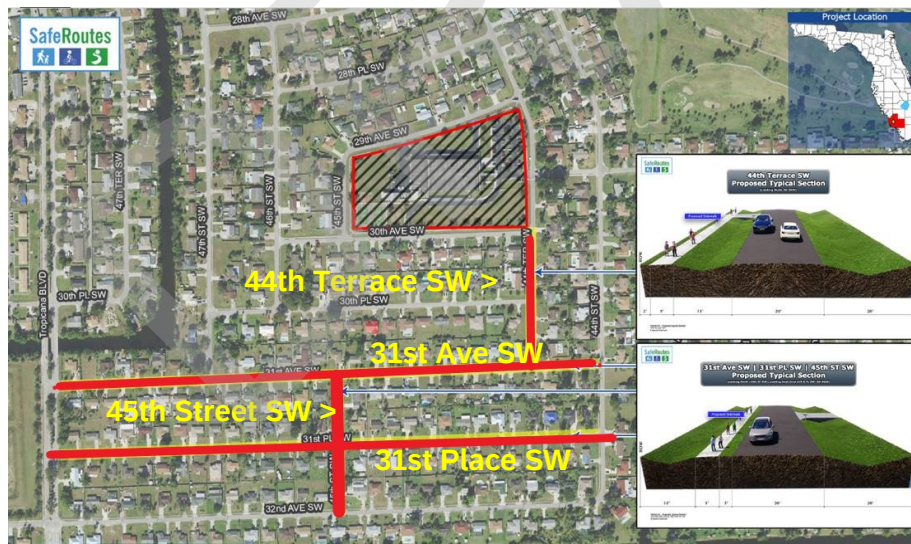 SafeRoutes
28th AVE SW
28th PL SW
29th AVE SW
47th TER SW
47th ST SW
46th ST SW
45th ST SW
30th AVE SW
Tropicana BLVD
30th PL SW
44th Terrace SW >
30th PL SW
44th ST SW
31st Ave SW
31st AVE SW
45th Street SW >
31st PL SW
31st Place SW
32nd AVE SW
Project Location
SafeRoutes
44th Terrace SW
Proposed Typical Section
Proposed Sidewalk
SafeRoutes
31st Ave SW | 31st PL SW | 45th ST SW
Proposed Typical Section
Proposed Sidewalk